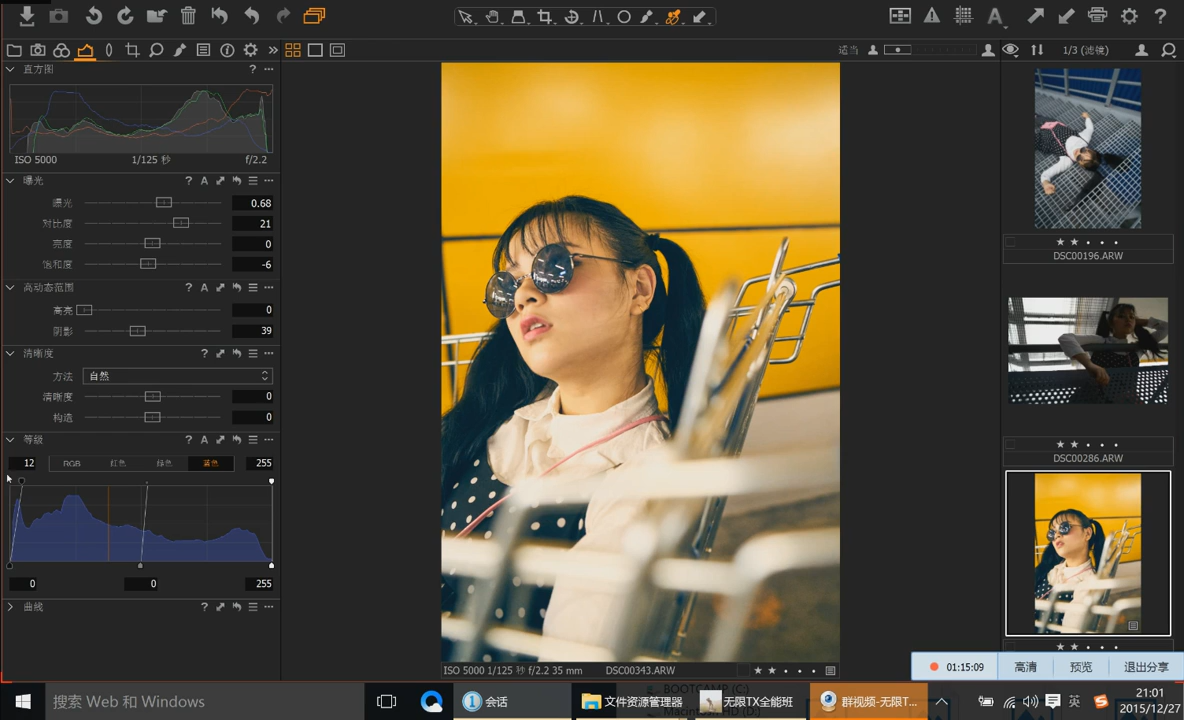 适当
1/3 (滤镜)
直方图
ISO 5000 1/125 秒 f/2.2
曝光
曝光 0.68
对比度 21
亮度 0
饱和度 -6
高动态范围
高亮 0
阴影 39
清晰度
方法 自然
清晰度 0
构造 0
等级
12 RGB 红色 绿色 蓝色 255
0 0 255
曲线
ISO 5000 1/125 秒 f/2.2 35 mm DSC00343.ARW
DSC00196.ARW
DSC00286.ARW
01:15:09 高清 预览 退出分享
搜索 Web 和 Windows
会话
文件资源管理器
BOOTCAMP (C:)
无限TX全能班
群视频-无限T...
英
21:01
2015/12/27